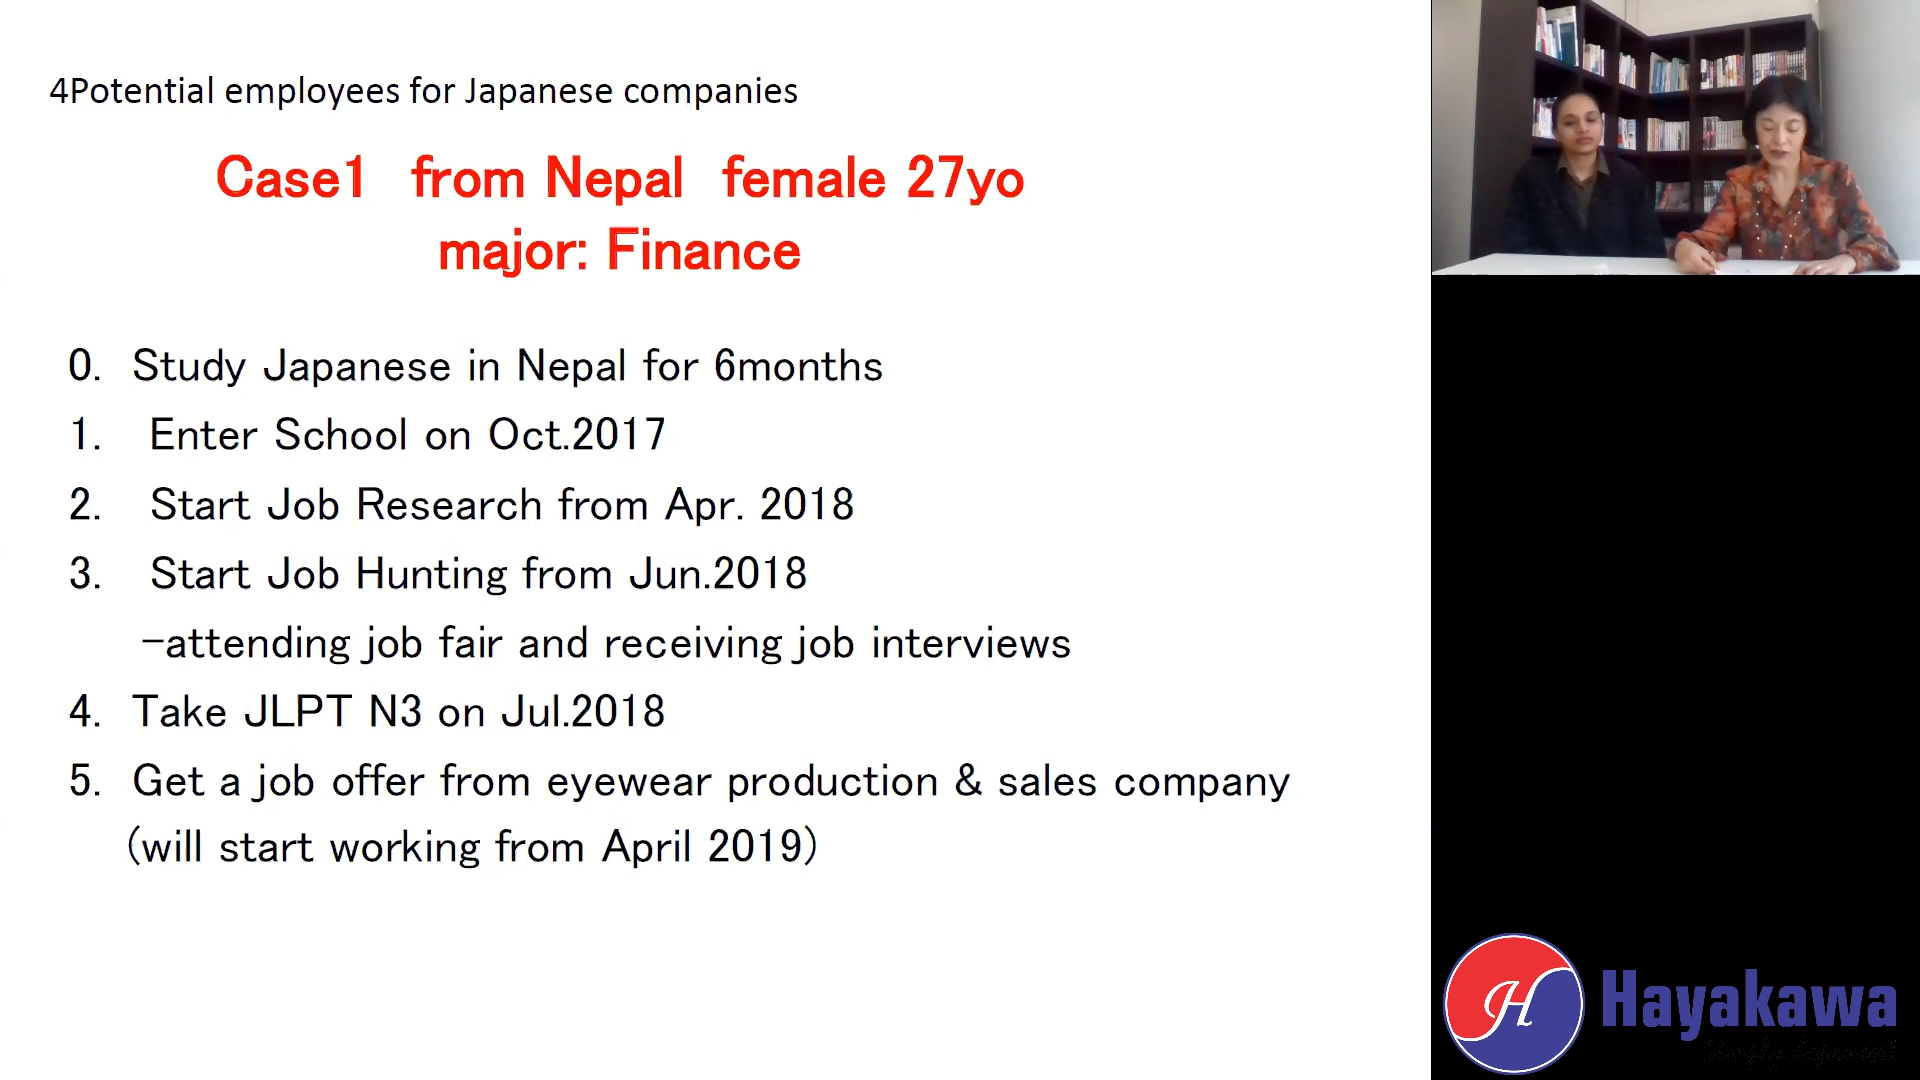 4Potential employees for Japanese companies
Case1 from Nepal female 27yo
major: Finance
0. Study Japanese in Nepal for 6months
1. Enter School on Oct.2017
2. Start Job Research from Apr. 2018
3. Start Job Hunting from Jun.2018
-attending job fair and receiving job interviews
4. Take JLPT N3 on Jul.2018
5. Get a job offer from eyewear production & sales company
(will start working from April 2019)
H
Hayakawa